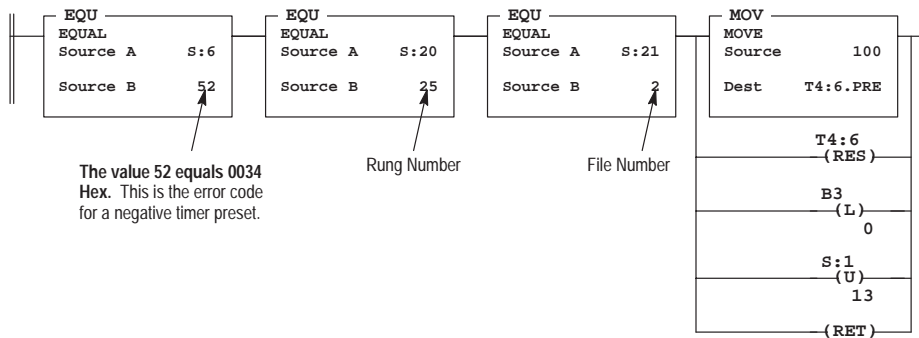 EQU
EQUAL
Source A S:6
Source B 52
EQU
EQUAL
Source A S:20
Source B 25
EQU
EQUAL
Source A S:21
Source B 2
MOV
MOVE
Source 100
Dest T4:6.PRE
The value 52 equals 0034
Hex. This is the error code
for a negative timer preset.
Rung Number
File Number
T4:6
(RES)
B3
(L)
0
S:1
(U)
13
(RET)